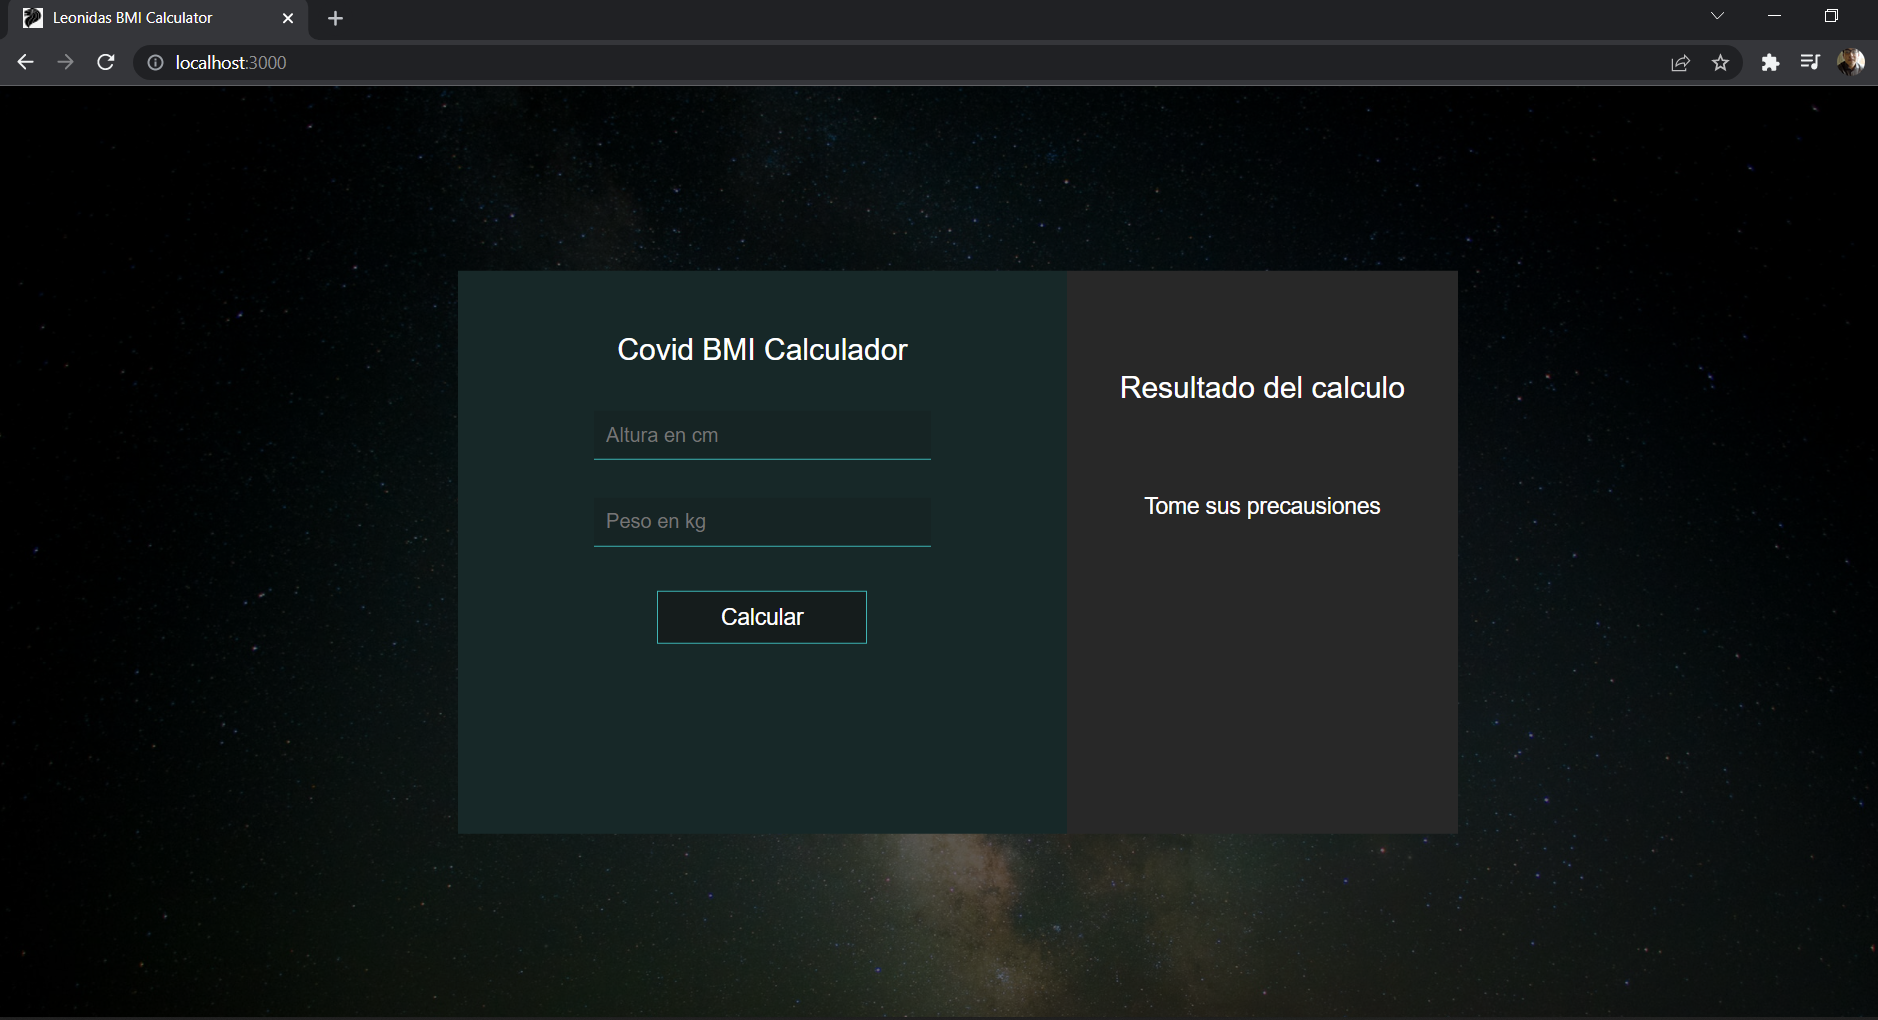 Leonidas BMI Calculator
localhost:3000
Covid BMI Calculador
Altura en cm
Peso en kg
Calcular
Resultado del calculo
Tome sus precausiones